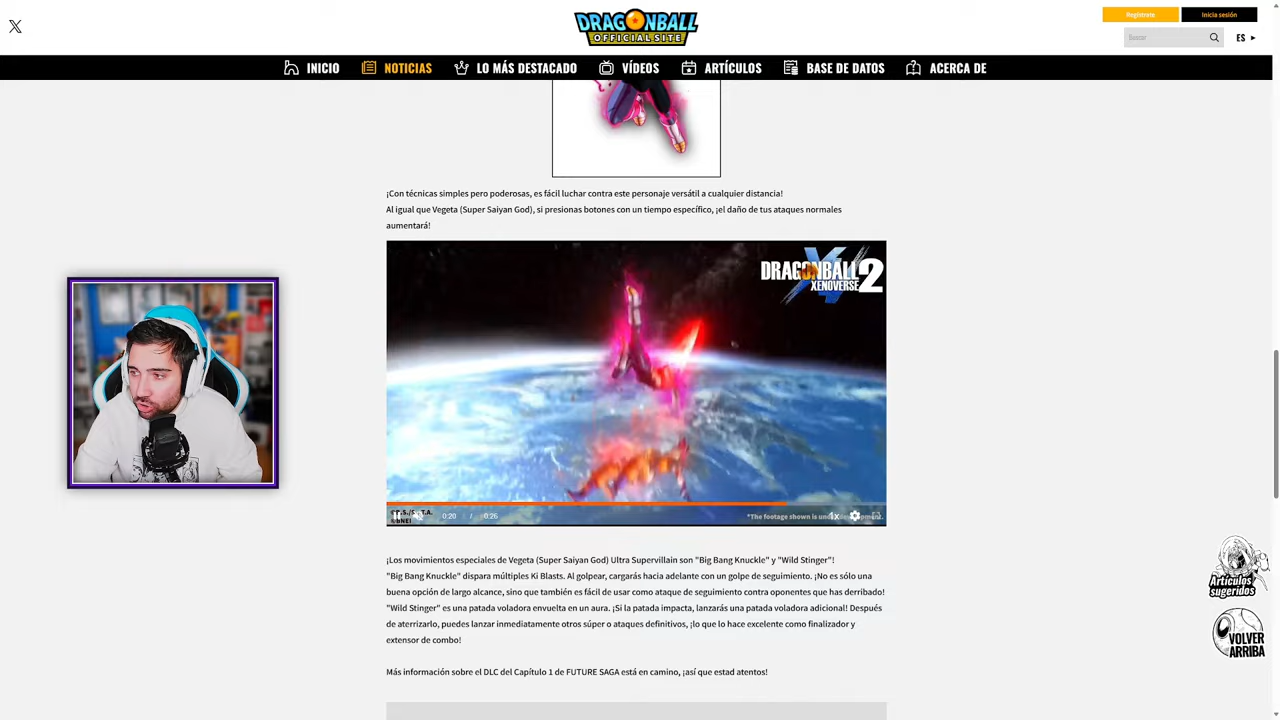 DRAGONBALL
OFFICIAL SITE
Regístrate
Inicia sesión
Buscar
ES
INICIO
NOTICIAS
LO MÁS DESTACADO
VÍDEOS
ARTÍCULOS
BASE DE DATOS
ACERCA DE
¡Con técnicas simples pero poderosas, es fácil luchar contra este personaje versátil a cualquier distancia!
Al igual que Vegeta (Super Saiyan God), si presionas botones con un tiempo específico, ¡el daño de tus ataques normales
aumentará!
DRAGONBALL
XENOVERSE 2
0:20 / 0:26
*The footage shown is
1x
¡Los movimientos especiales de Vegeta (Super Saiyan God) Ultra Supervillain son "Big Bang Knuckle" y "Wild Stinger"!
"Big Bang Knuckle" dispara múltiples Ki Blasts. Al golpear, cargarás hacia adelante con un golpe de seguimiento. ¡No es sólo una
buena opción de largo alcance, sino que también es fácil de usar como ataque de seguimiento contra oponentes que has derribado!
"Wild Stinger" es una patada voladora envuelta en un aura. ¡Si la patada impacta, lanzarás una patada voladora adicional! Después
de aterrizarlo, puedes lanzar inmediatamente otros súper o ataques definitivos, ¡lo que lo hace excelente como finalizador y
extensor de combo!
Más información sobre el DLC del Capítulo 1 de FUTURE SAGA está en camino, ¡así que estad atentos!
Artículos
sugeridos
VOLVER
ARRIBA